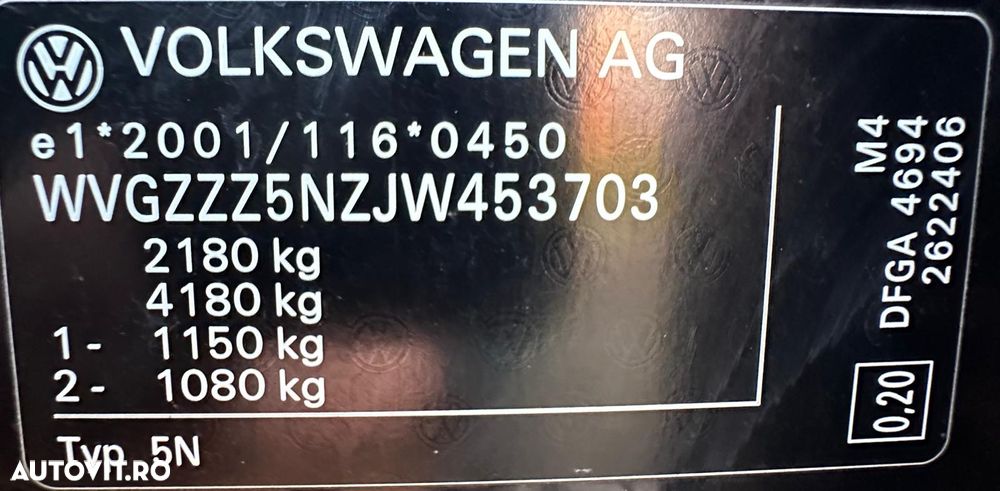 VOLKSWAGEN AG
e1*2001/116*0450
WVGZZZ5NZJW453703
2180 kg
4180 kg
1- 1150 kg
2- 1080 kg
Typ 5N
M4
DFGA 4694
2622406
0,20
AUTOVIT.RO